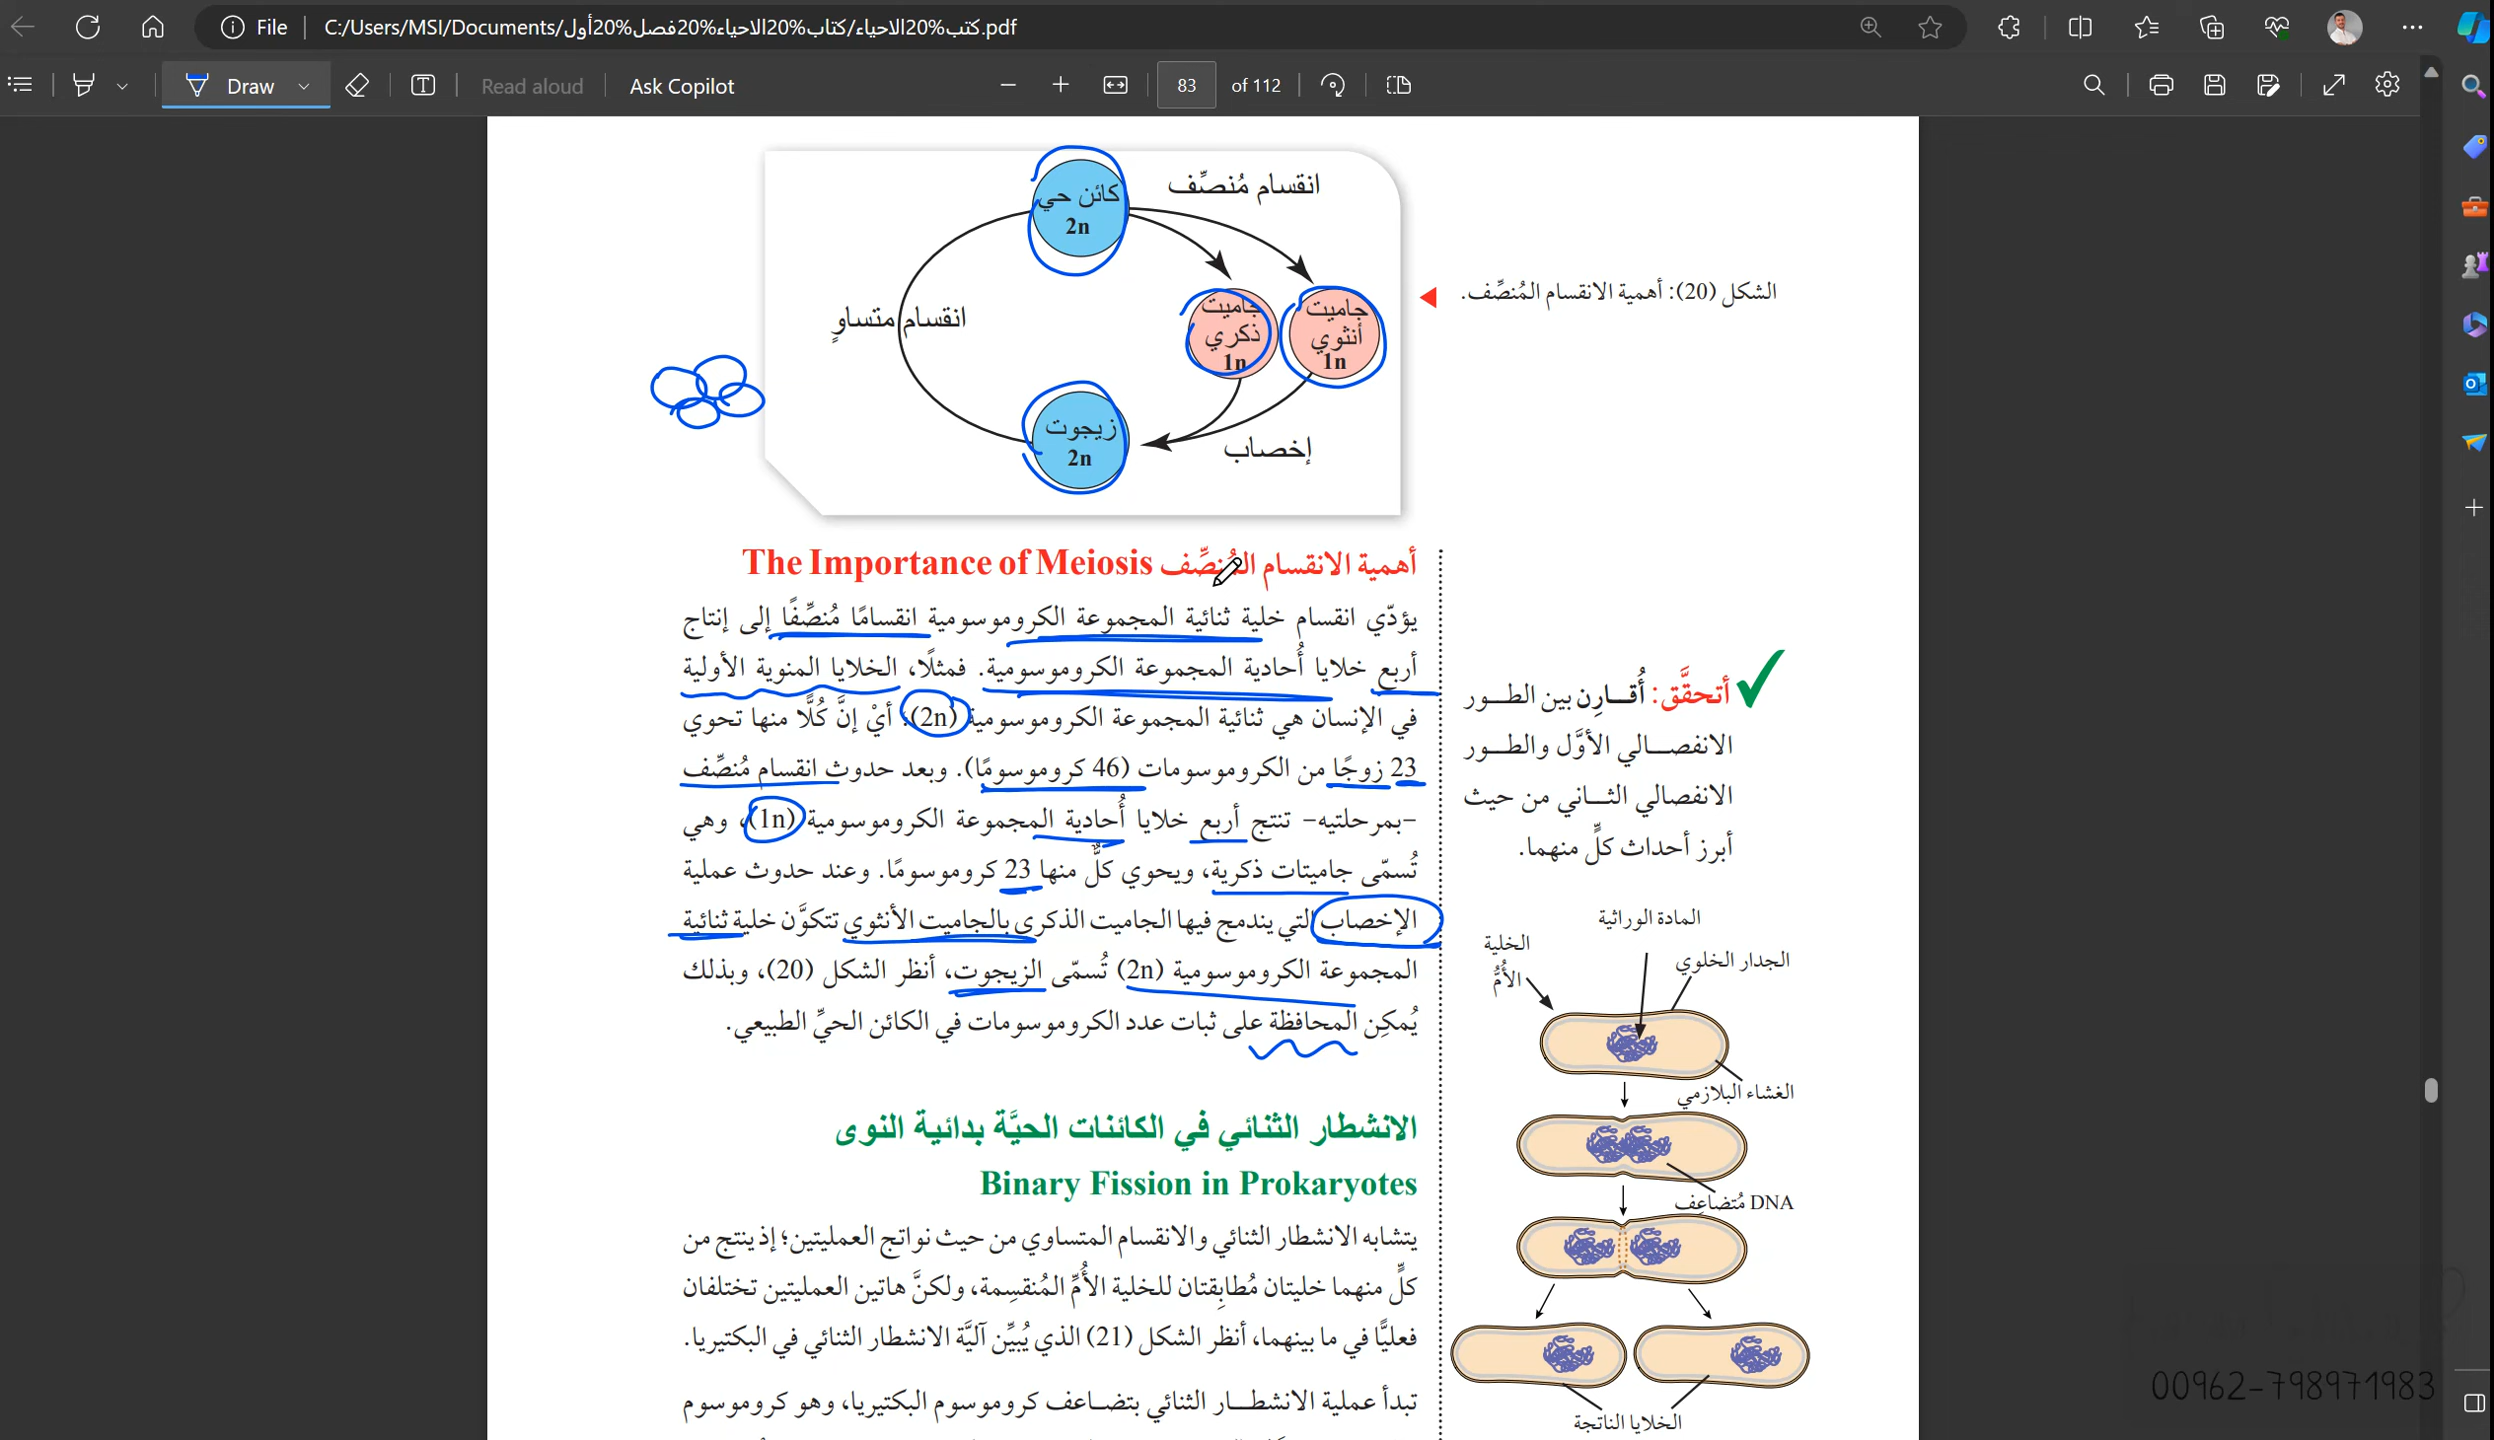 File
C:/Users/MSI/Documents/كتب%20الاحياء/كتاب%20الاحياء%20فصل%20أول.pdf
Draw
Read aloud
Ask Copilot
83
of 112
انقسام مُنصِّف
كائن حي
2n
جاميت
ذكري
1n
جاميت
أنثوي
1n
انقسام متساوٍ
زيجوت
2n
إخصاب
الشكل (20): أهمية الانقسام المُنصِّف.
أهمية الانقسام المُنصِّف The Importance of Meiosis
يؤدّي انقسام خلية ثنائية المجموعة الكروموسومية انقسامًا مُنصِّفًا إلى إنتاج
أربع خلايا أُحادية المجموعة الكروموسومية. فمثلًا، الخلايا المنوية الأولية
في الإنسان هي ثنائية المجموعة الكروموسومية (2n)؛ أيْ إنَّ كُلًّا منها تحوي
23 زوجًا من الكروموسومات (46 كروموسومًا). وبعد حدوث انقسام مُنصِّف
-بمرحلتيه- تنتج أربع خلايا أُحادية المجموعة الكروموسومية (1n)، وهي
تُسمّى جاميتات ذكرية، ويحوي كلٌّ منها 23 كروموسومًا. وعند حدوث عملية
الإخصاب التي يندمج فيها الجاميت الذكري بالجاميت الأنثوي تتكوَّن خلية ثنائية
المجموعة الكروموسومية (2n) تُسمّى الزيجوت، أنظر الشكل (20)، وبذلك
يُمكِن المحافظة على ثبات عدد الكروموسومات في الكائن الحيِّ الطبيعي.
أتحقَّق: أُقــارِن بين الطــور
الانفصـــالي الأوَّل والطــور
الانفصالي الثــاني من حيث
أبرز أحداث كلٍّ منهما.
الانشطار الثنائي في الكائنات الحيَّة بدائية النوى
Binary Fission in Prokaryotes
يتشابه الانشطار الثنائي والانقسام المتساوي من حيث نواتج العمليتين؛ إذ ينتج من
كلٍّ منهما خليتان مُطابِقتان للخلية الأُمِّ المُنقسِمة، ولكنَّ هاتين العمليتين تختلفان
فعليًّا في ما بينهما، أنظر الشكل (21) الذي يُبيِّن آليَّة الانشطار الثنائي في البكتيريا.
تبدأ عملية الانشطــار الثنائي بتضــاعف كروموسوم البكتيريا، وهو كروموسوم
المادة الوراثية
الخلية
الأُمُّ
الجدار الخلوي
الغشاء البلازمي
DNA مُتضاعِف
الخلايا الناتجة
00962-798971983